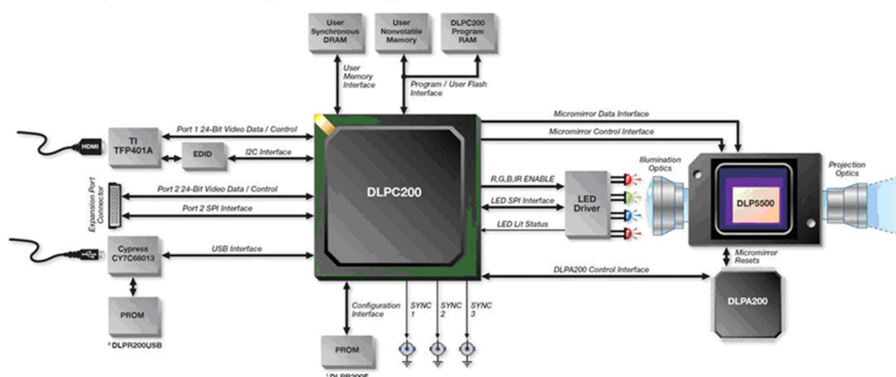 User
Synchronous
DRAM
User
Nonvolatile
Memory
DLPC200
Program
RAM
User
Memory
Interface
Program / User Flash
Interface
HDMI
TI
TFP401A
Port 1 24-Bit Video Data / Control
EDID
I2C Interface
Expansion Port
Connector
Port 2 24-Bit Video Data / Control
Port 2 SPI Interface
Cypress
CY7C68013
USB Interface
PROM
DLPR200USB
DLPC200
Configuration
Interface
PROM
SYNC
1
SYNC
2
SYNC
3
Micromirror Data Interface
Micromirror Control Interface
R,G,B,IR ENABLE
LED SPI Interface
LED Lit Status
LED
Driver
Illumination
Optics
DLP5500
Projection
Optics
Micromirror
Resets
DLPA200 Control Interface
DLPA200